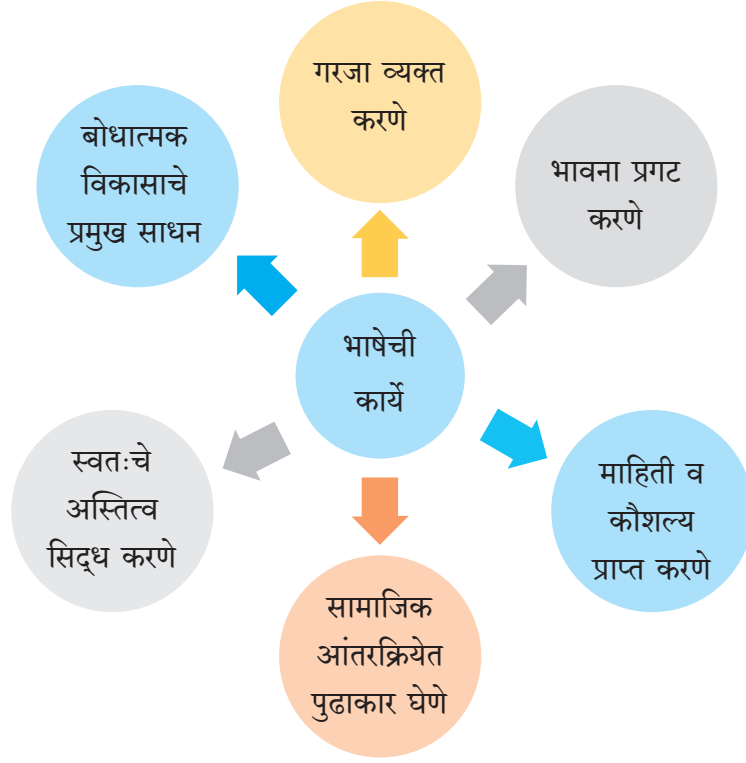 गरजा व्यक्त
करणे
भावना प्रगट
करणे
माहिती व
कौशल्य
प्राप्त करणे
सामाजिक
आंतरक्रियेत
पुढाकार घेणे
स्वतःचे
अस्तित्व
सिद्ध करणे
बोधात्मक
विकासाचे
प्रमुख साधन
भाषेची
कार्ये